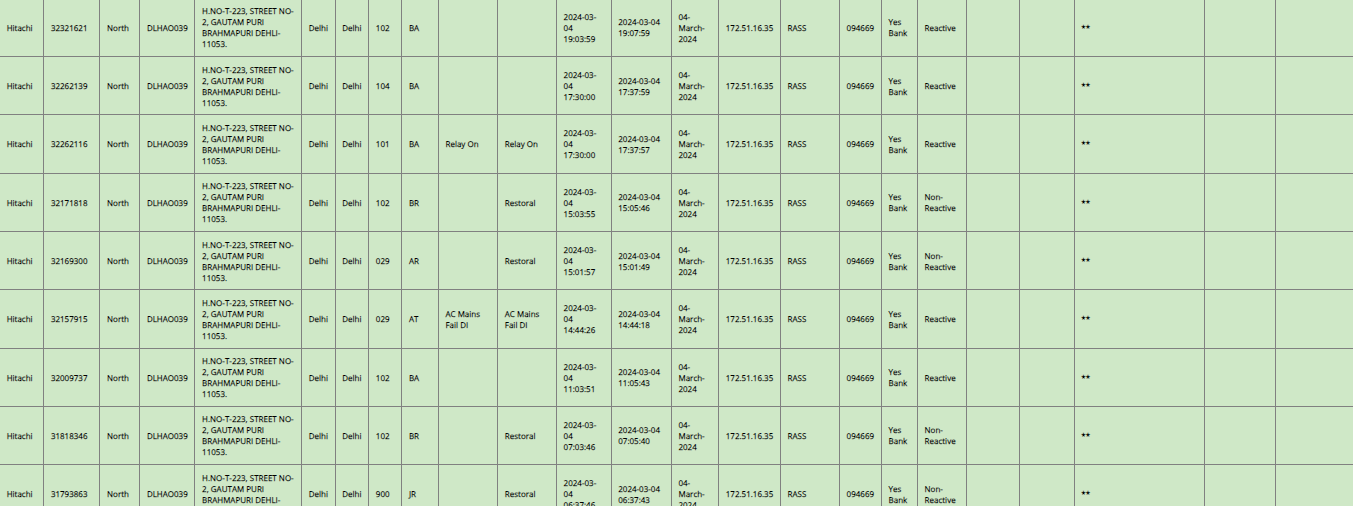 Hitachi 32321621 North DLHAO039 H.NO-T-223, STREET NO-2, GAUTAM PURI BRAHMAPURI DEHLI-11053. Delhi Delhi 102 BA 2024-03-04 19:03:59 2024-03-04 19:07:59 04-March-2024 172.51.16.35 RASS 094669 Yes Bank Reactive **
Hitachi 32262139 North DLHAO039 H.NO-T-223, STREET NO-2, GAUTAM PURI BRAHMAPURI DEHLI-11053. Delhi Delhi 104 BA 2024-03-04 17:30:00 2024-03-04 17:37:59 04-March-2024 172.51.16.35 RASS 094669 Yes Bank Reactive **
Hitachi 32262116 North DLHAO039 H.NO-T-223, STREET NO-2, GAUTAM PURI BRAHMAPURI DEHLI-11053. Delhi Delhi 101 BA Relay On Relay On 2024-03-04 17:30:00 2024-03-04 17:37:57 04-March-2024 172.51.16.35 RASS 094669 Yes Bank Reactive **
Hitachi 32171818 North DLHAO039 H.NO-T-223, STREET NO-2, GAUTAM PURI BRAHMAPURI DEHLI-11053. Delhi Delhi 102 BR Restoral 2024-03-04 15:03:55 2024-03-04 15:05:46 04-March-2024 172.51.16.35 RASS 094669 Yes Bank Non-Reactive **
Hitachi 32169300 North DLHAO039 H.NO-T-223, STREET NO-2, GAUTAM PURI BRAHMAPURI DEHLI-11053. Delhi Delhi 029 AR Restoral 2024-03-04 15:01:57 2024-03-04 15:01:49 04-March-2024 172.51.16.35 RASS 094669 Yes Bank Non-Reactive **
Hitachi 32157915 North DLHAO039 H.NO-T-223, STREET NO-2, GAUTAM PURI BRAHMAPURI DEHLI-11053. Delhi Delhi 029 AT AC Mains Fail DI AC Mains Fail DI 2024-03-04 14:44:26 2024-03-04 14:44:18 04-March-2024 172.51.16.35 RASS 094669 Yes Bank Reactive **
Hitachi 32009737 North DLHAO039 H.NO-T-223, STREET NO-2, GAUTAM PURI BRAHMAPURI DEHLI-11053. Delhi Delhi 102 BA 2024-03-04 11:03:51 2024-03-04 11:05:43 04-March-2024 172.51.16.35 RASS 094669 Yes Bank Reactive **
Hitachi 31818346 North DLHAO039 H.NO-T-223, STREET NO-2, GAUTAM PURI BRAHMAPURI DEHLI-11053. Delhi Delhi 102 BR Restoral 2024-03-04 07:03:46 2024-03-04 07:05:40 04-March-2024 172.51.16.35 RASS 094669 Yes Bank Non-Reactive **
Hitachi 31793863 North DLHAO039 H.NO-T-223, STREET NO-2, GAUTAM PURI BRAHMAPURI DEHLI- Delhi Delhi 900 JR Restoral 2024-03-04 06:37:46 2024-03-04 06:37:43 04-March-2024 172.51.16.35 RASS 094669 Yes Bank Non-Reactive **